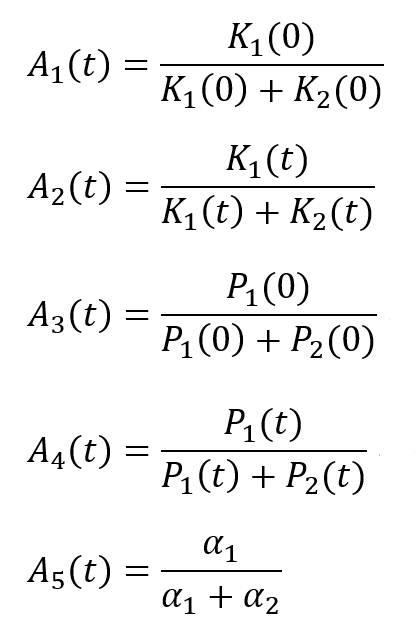 A₁(t) = K₁(0) / (K₁(0) + K₂(0))
A₂(t) = K₁(t) / (K₁(t) + K₂(t))
A₃(t) = P₁(0) / (P₁(0) + P₂(0))
A₄(t) = P₁(t) / (P₁(t) + P₂(t))
A₅(t) = α₁ / (α₁ + α₂)